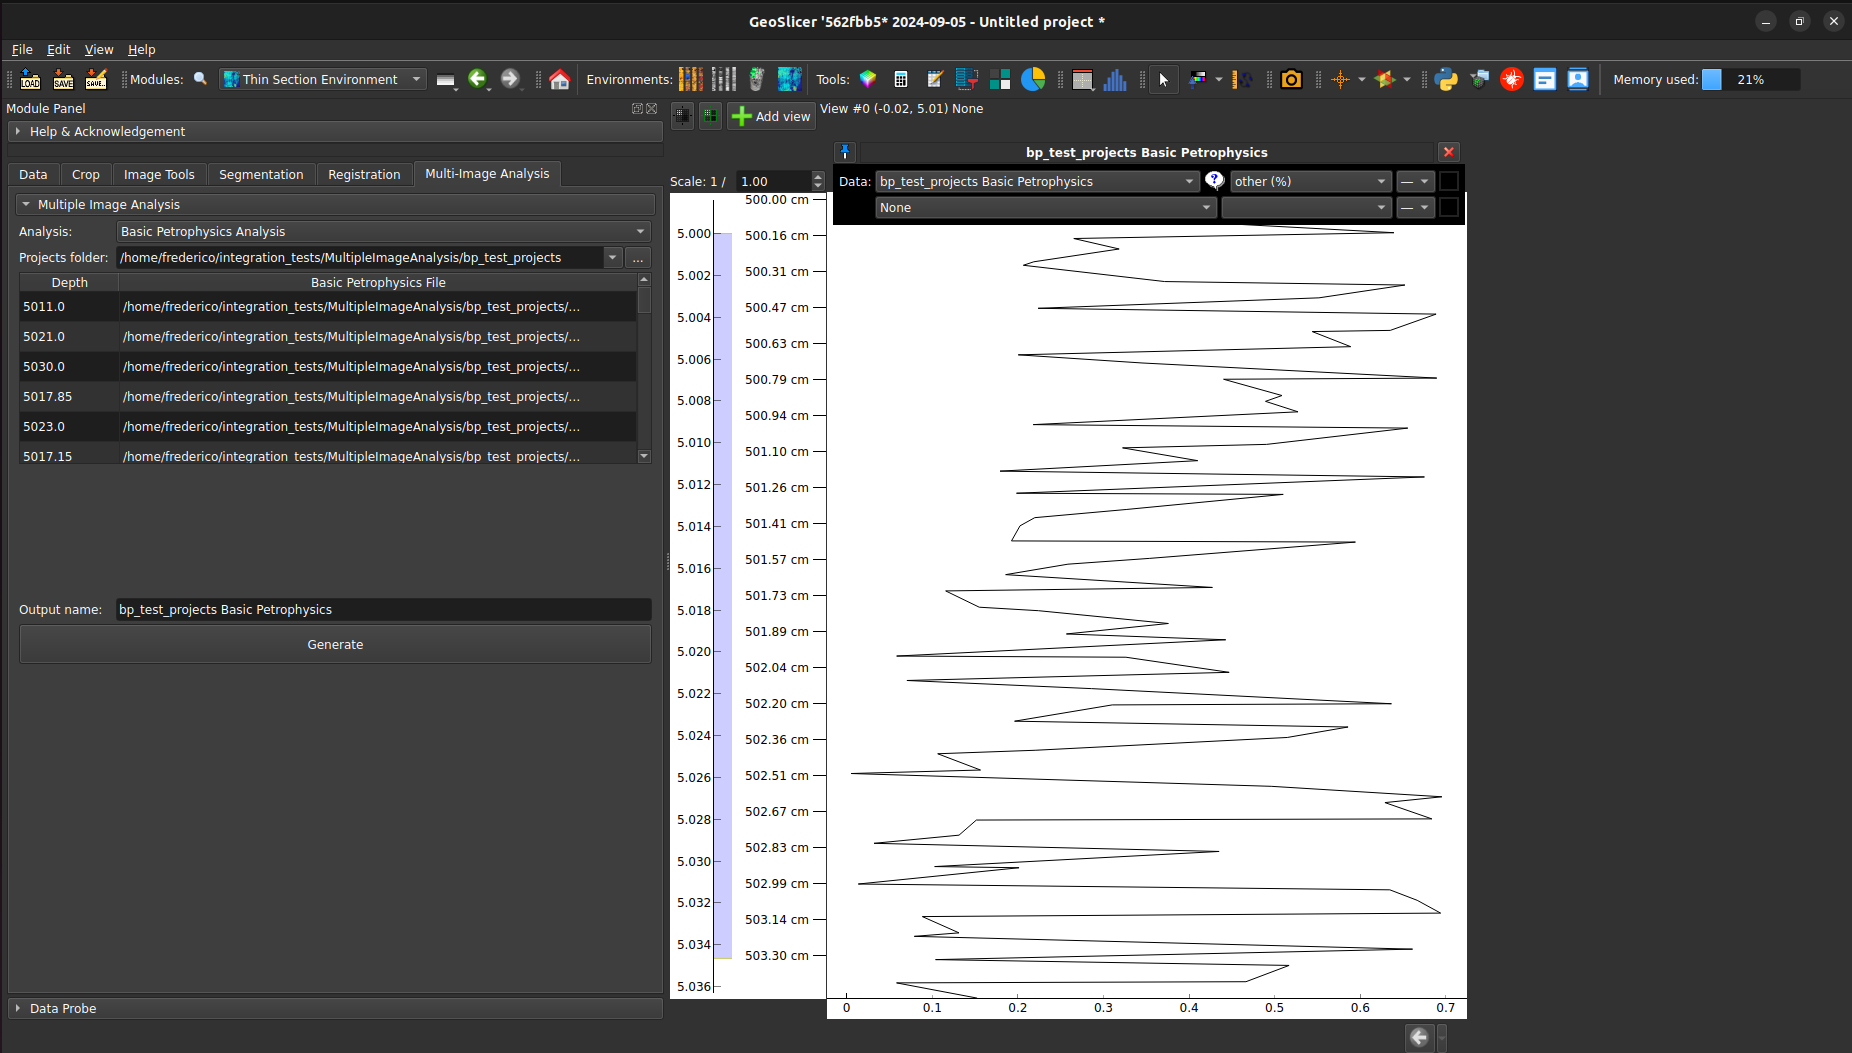 GeoSlicer '562fbb5* 2024-09-05 - Untitled project *
File Edit View Help
LOAD SAVE SAVE.. Modules: Thin Section Environment Environments: Tools: Memory used: 21%
Module Panel
Help & Acknowledgement
Data Crop Image Tools Segmentation Registration Multi-Image Analysis
Multiple Image Analysis
Analysis: Basic Petrophysics Analysis
Projects folder: /home/frederico/integration_tests/MultipleImageAnalysis/bp_test_projects ...
Depth Basic Petrophysics File
5011.0 /home/frederico/integration_tests/MultipleImageAnalysis/bp_test_projects/...
5021.0 /home/frederico/integration_tests/MultipleImageAnalysis/bp_test_projects/...
5030.0 /home/frederico/integration_tests/MultipleImageAnalysis/bp_test_projects/...
5017.85 /home/frederico/integration_tests/MultipleImageAnalysis/bp_test_projects/...
5023.0 /home/frederico/integration_tests/MultipleImageAnalysis/bp_test_projects/...
5017.15 /home/frederico/integration_tests/MultipleImageAnalysis/bp_test_projects/...
Output name: bp_test_projects Basic Petrophysics
Generate
Data Probe
Add view View #0 (-0.02, 5.01) None
bp_test_projects Basic Petrophysics
Scale: 1 / 1.00
Data: bp_test_projects Basic Petrophysics ? other (%) —
None —
5.000
5.002
5.004
5.006
5.008
5.010
5.012
5.014
5.016
5.018
5.020
5.022
5.024
5.026
5.028
5.030
5.032
5.034
5.036
500.00 cm
500.16 cm
500.31 cm
500.47 cm
500.63 cm
500.79 cm
500.94 cm
501.10 cm
501.26 cm
501.41 cm
501.57 cm
501.73 cm
501.89 cm
502.04 cm
502.20 cm
502.36 cm
502.51 cm
502.67 cm
502.83 cm
502.99 cm
503.14 cm
503.30 cm
0 0.1 0.2 0.3 0.4 0.5 0.6 0.7